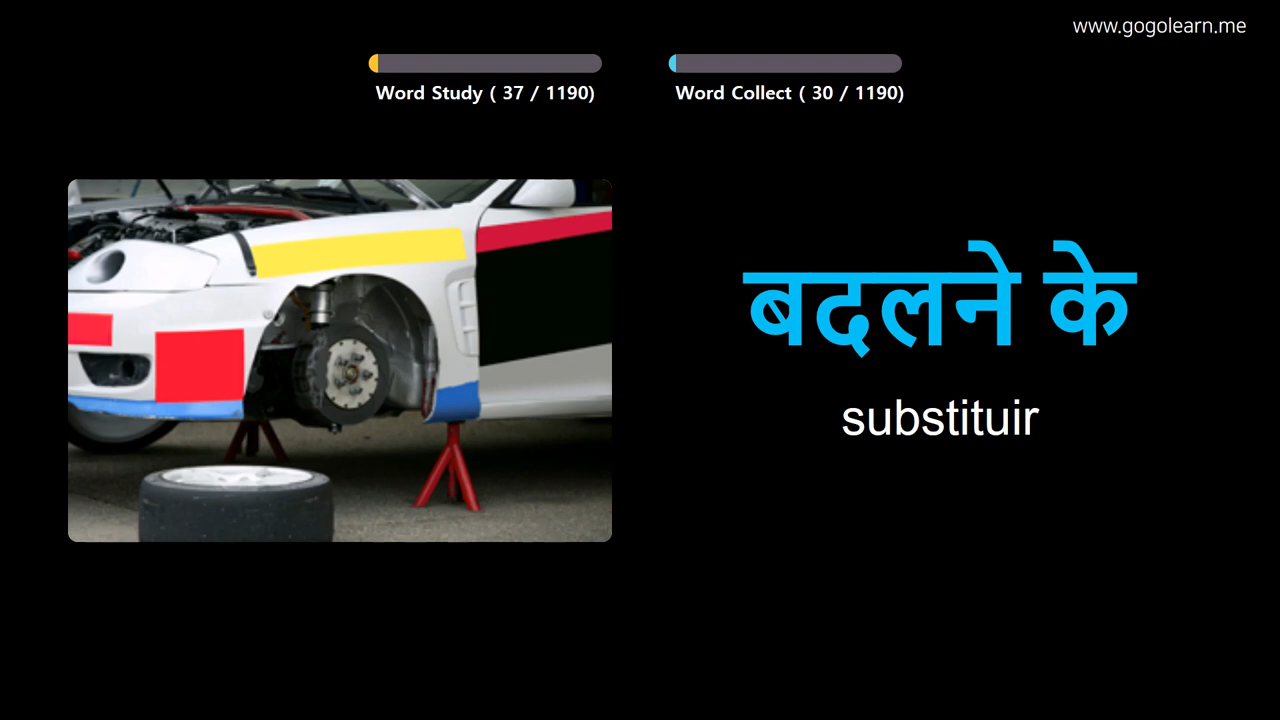 www.gogolearn.me
Word Study ( 37 / 1190)
Word Collect ( 30 / 1190)
बदलने के
substituir